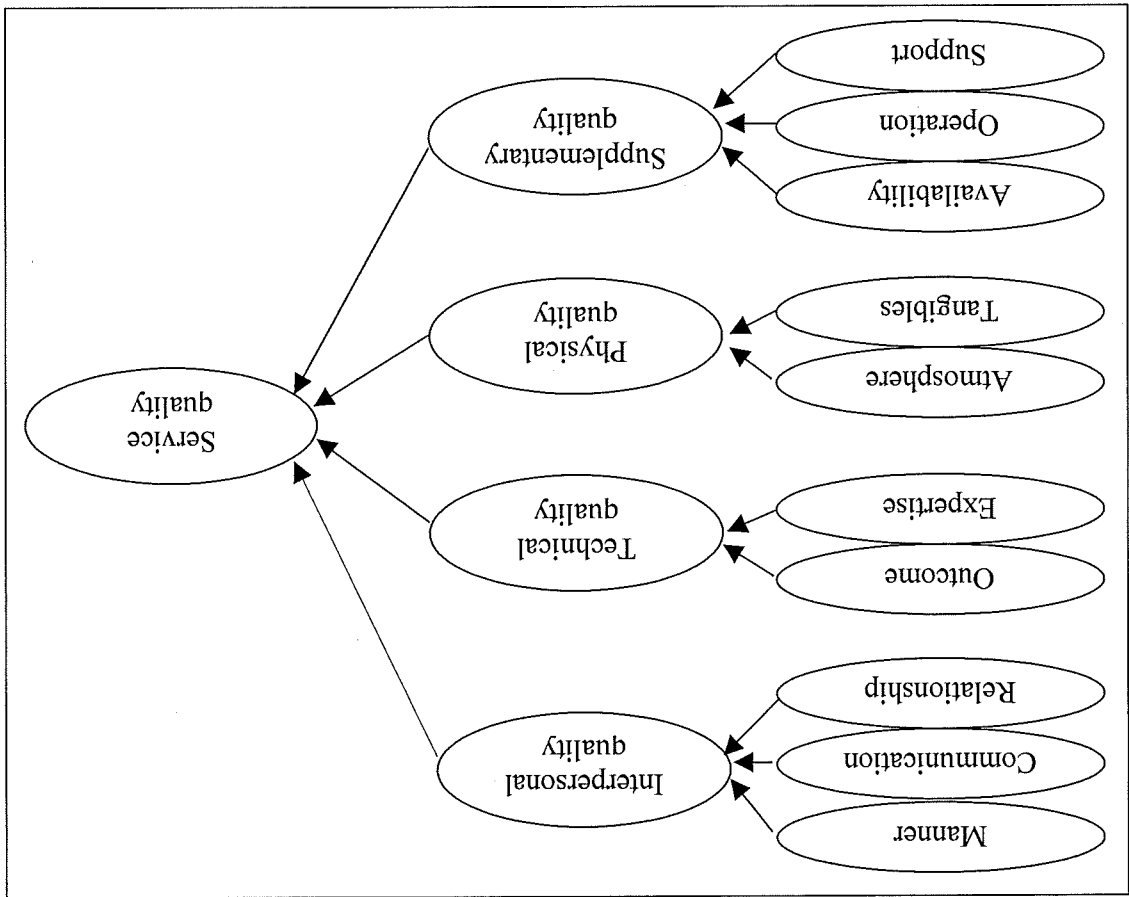 Manner
Communication
Relationship
Outcome
Expertise
Atmosphere
Tangibles
Availability
Operation
Support
Interpersonal
quality
Technical
quality
Physical
quality
Supplementary
quality
Service
quality